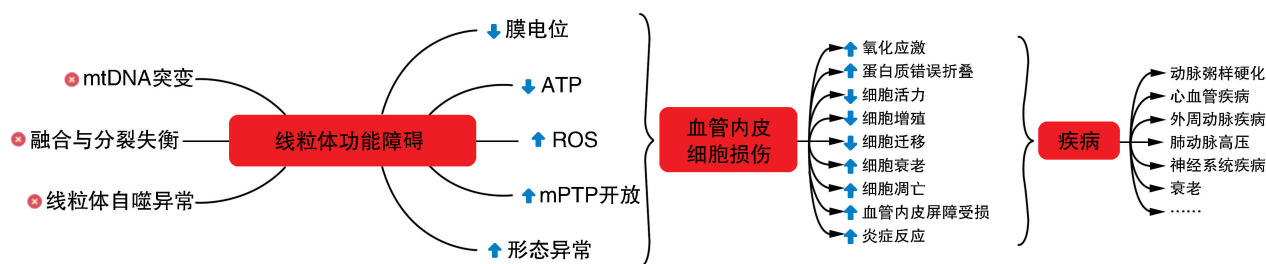 mtDNA突变
融合与分裂失衡
线粒体自噬异常
线粒体功能障碍
膜电位
ATP
ROS
mPTP开放
形态异常
血管内皮
细胞损伤
氧化应激
蛋白质错误折叠
细胞活力
细胞增殖
细胞迁移
细胞衰老
细胞凋亡
血管内皮屏障受损
炎症反应
疾病
动脉粥样硬化
心血管疾病
外周动脉疾病
肺动脉高压
神经系统疾病
衰老
……